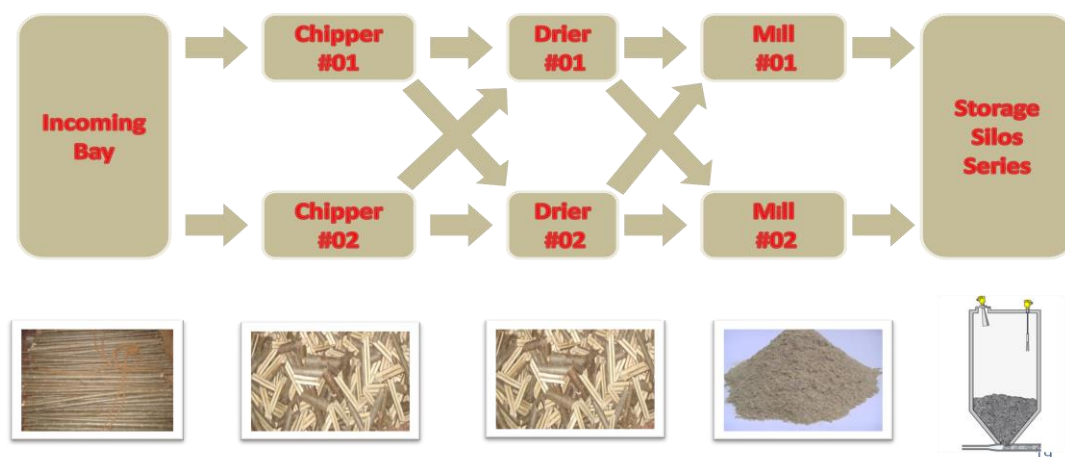 Incoming
Bay
Chipper
#01
Drier
#01
Mill
#01
Storage
Silos
Series
Chipper
#02
Drier
#02
Mill
#02